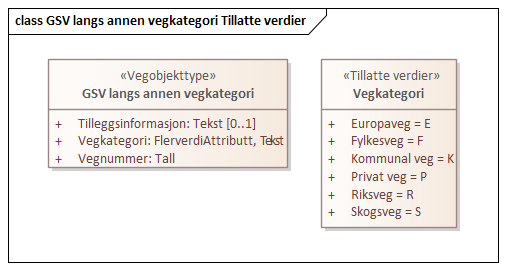 class GSV langs annen vegkategori Tillatte verdier
«Vegobjekttype»
GSV langs annen vegkategori
+ Tilleggsinformasjon: Tekst [0..1]
+ Vegkategori: FlerverdiAttributt, Tekst
+ Vegnummer: Tall
«Tillatte verdier»
Vegkategori
+ Europaveg = E
+ Fylkesveg = F
+ Kommunal veg = K
+ Privat veg = P
+ Riksveg = R
+ Skogsveg = S